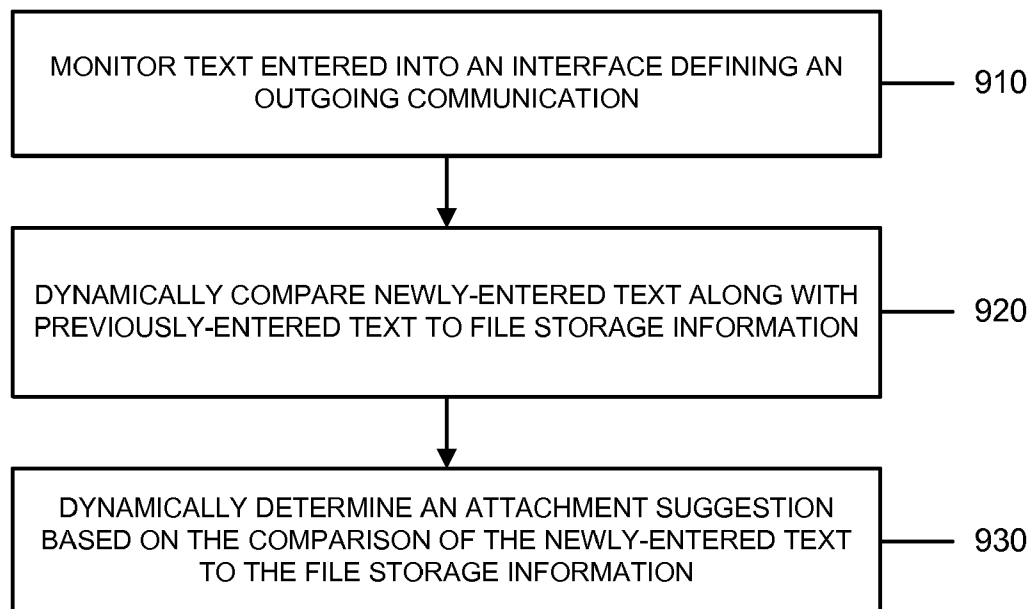 MONITOR TEXT ENTERED INTO AN INTERFACE DEFINING AN
OUTGOING COMMUNICATION
910
DYNAMICALLY COMPARE NEWLY-ENTERED TEXT ALONG WITH
PREVIOUSLY-ENTERED TEXT TO FILE STORAGE INFORMATION
920
DYNAMICALLY DETERMINE AN ATTACHMENT SUGGESTION
BASED ON THE COMPARISON OF THE NEWLY-ENTERED TEXT
TO THE FILE STORAGE INFORMATION
930